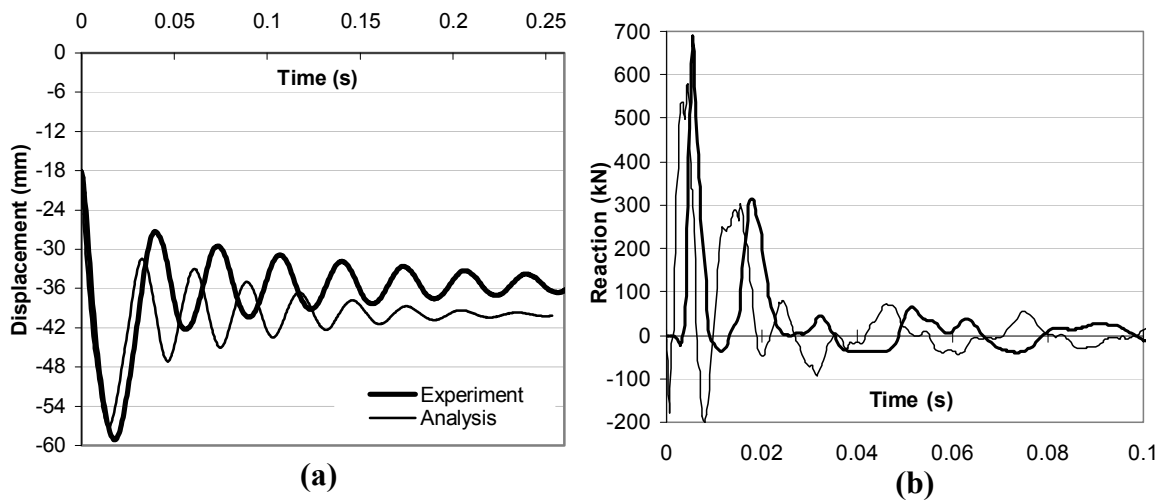 0 0.05 0.1 0.15 0.2 0.25
Time (s)
0
-6
-12
-18
-24
-30
-36
-42
-48
-54
-60
Displacement (mm)
Experiment
Analysis
(a)
700
600
500
400
300
200
100
0
-100
-200
Reaction (kN)
Time (s)
0 0.02 0.04 0.06 0.08 0.1
(b)